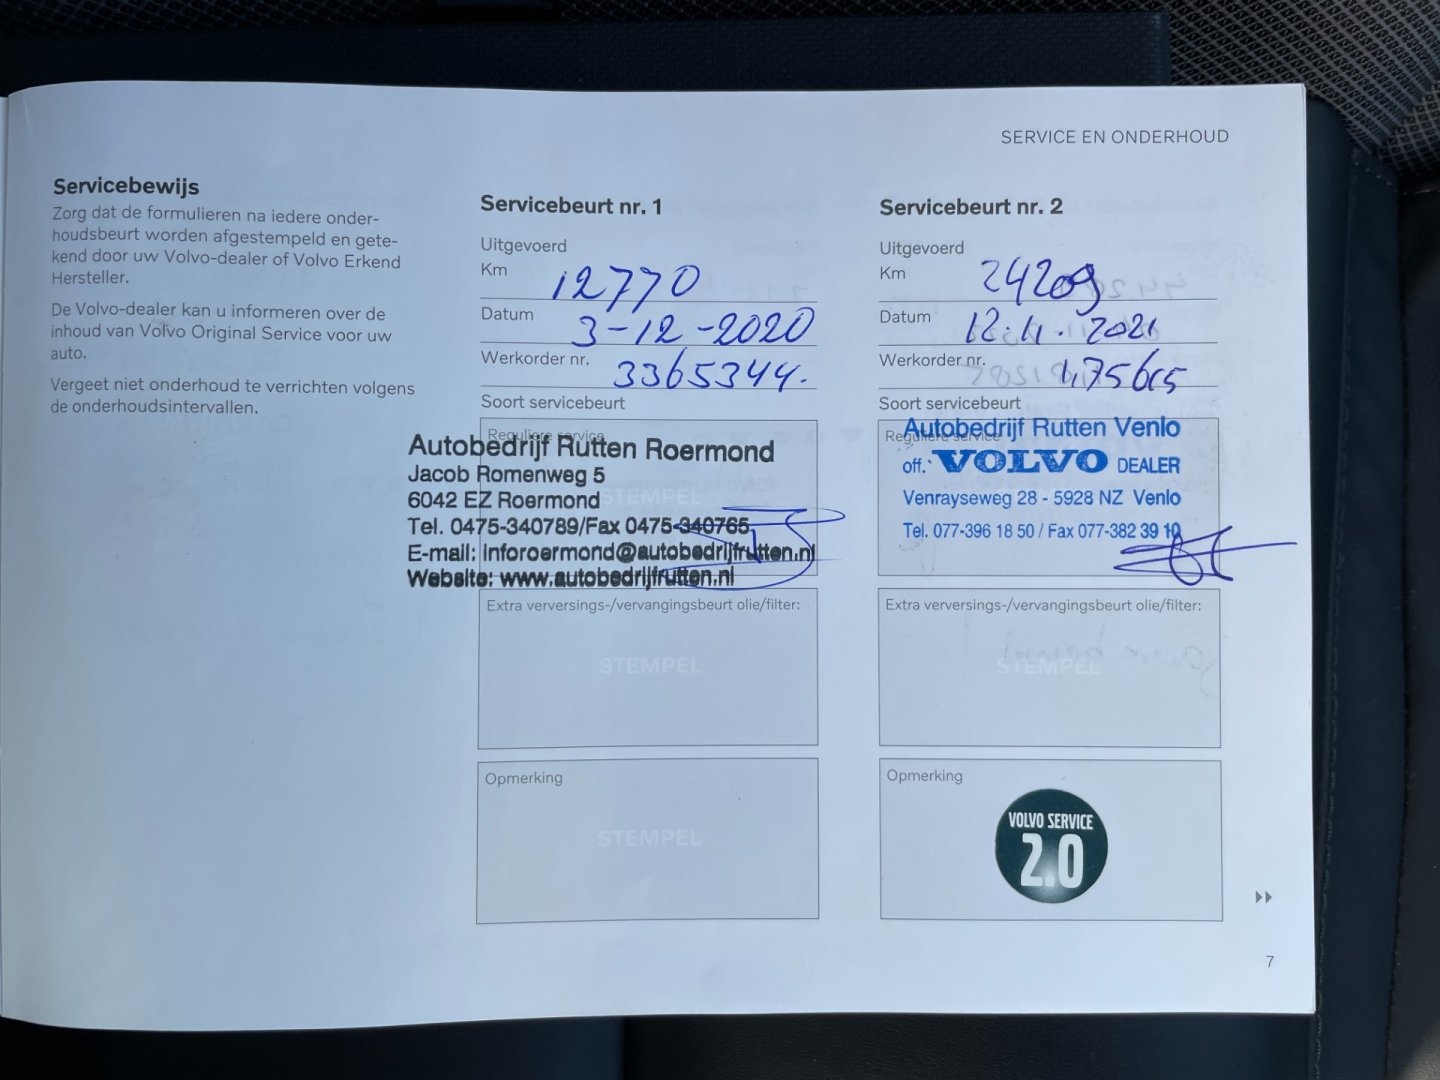 SERVICE EN ONDERHOUD
Servicebewijs
Zorg dat de formulieren na iedere onder-
houdsbeurt worden afgestempeld en gete-
kend door uw Volvo-dealer of Volvo Erkend
Hersteller.
De Volvo-dealer kan u informeren over de
inhoud van Volvo Original Service voor uw
auto.
Vergeet niet onderhoud te verrichten volgens
de onderhoudsintervallen.
Servicebeurt nr. 1
Uitgevoerd
Km 12770
Datum 3-12-2020
Werkorder nr. 3365344.
Soort servicebeurt
Reguliere service
Autobedrijf Rutten Roermond
Jacob Romenweg 5
6042 EZ Roermond
STEMPEL
Tel. 0475-340789/Fax 0475-340765
E-mail: inforoermond@autobedrijfrutten.nl
Website: www.autobedrijfrutten.nl
Extra verversings-/vervangingsbeurt olie/filter:
STEMPEL
Opmerking
STEMPEL
Servicebeurt nr. 2
Uitgevoerd
Km 24209
Datum 12.11.2021
Werkorder nr.
Soort servicebeurt
Reguliere service
Autobedrijf Rutten Venlo
off. VOLVO DEALER
Venrayseweg 28 - 5928 NZ Venlo
Tel. 077-396 18 50 / Fax 077-382 39 10
Extra verversings-/vervangingsbeurt olie/filter:
STEMPEL
Opmerking
VOLVO SERVICE
2.0
7